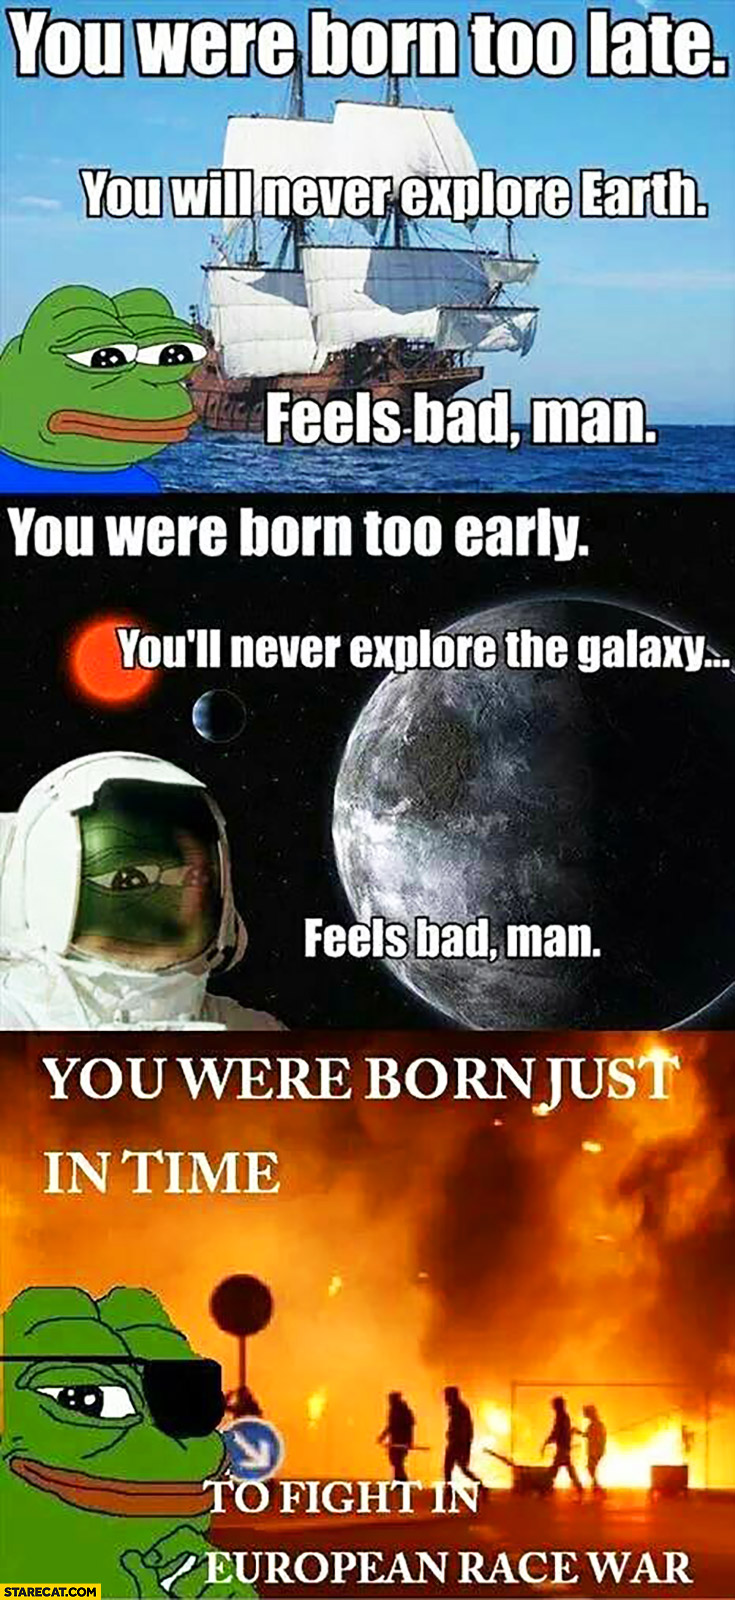 You were born too late.
You will never explore Earth.
Feels bad, man.
You were born too early.
You'll never explore the galaxy...
Feels bad, man.
YOU WERE BORN JUST
IN TIME
TO FIGHT IN
EUROPEAN RACE WAR
STARECAT.COM